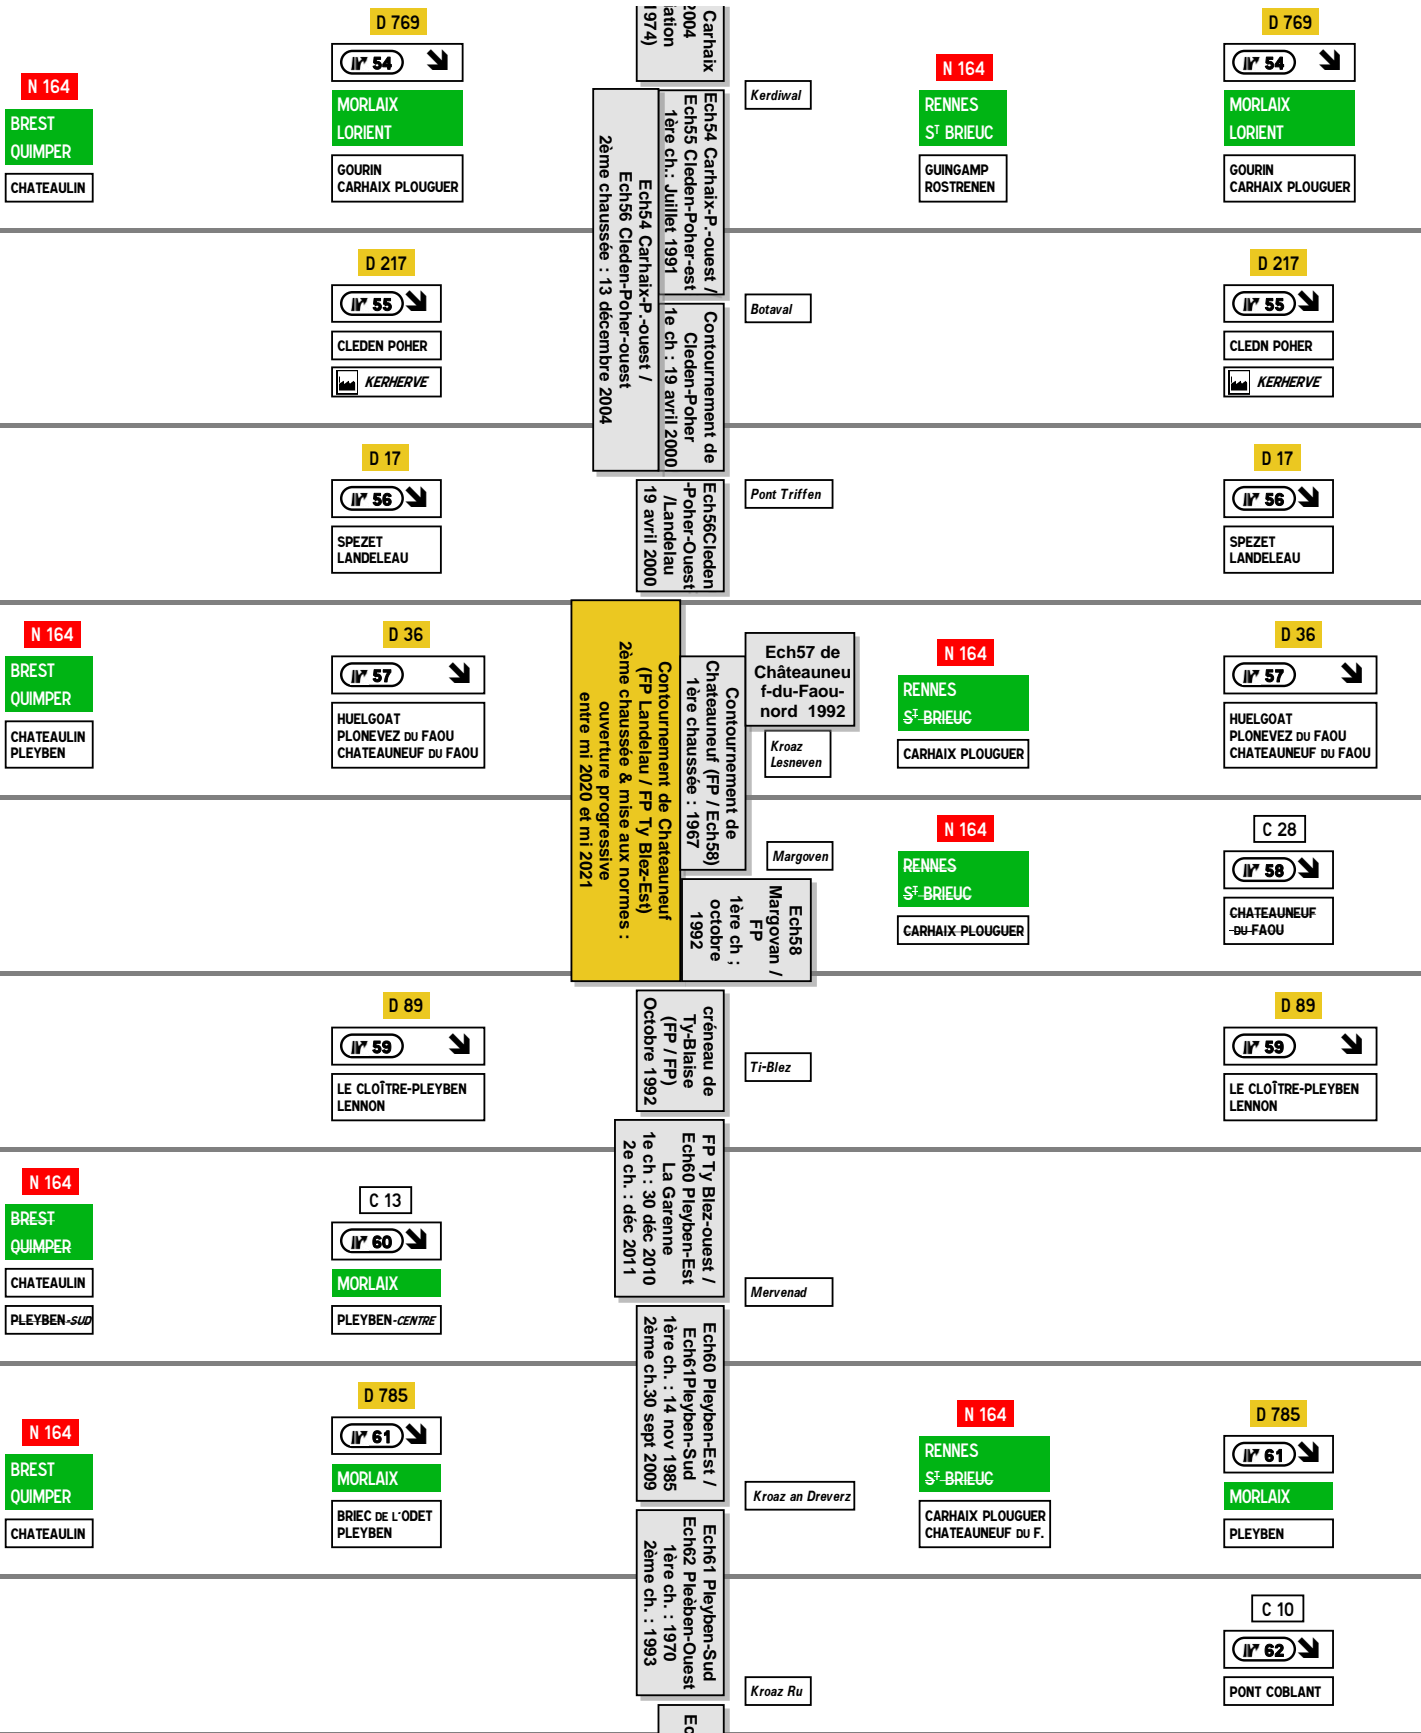 D 769
54
MORLAIX
LORIENT
GOURIN
CARHAIX PLOUGUER
N 164
BREST
QUIMPER
CHATEAULIN
Carhaix
2004
1974)
Kerdiwal
N 164
RENNES
ST BRIEUC
GUINGAMP
ROSTRENEN
D 769
54
MORLAIX
LORIENT
GOURIN
CARHAIX PLOUGUER
Ech54 Carhaix-P.-ouest /
Ech55 Cleden-Poher-est
1ère ch.: Juillet 1991
Ech54 Carhaix-P.-ouest /
Ech56 Cleden-Poher-ouest
2ème chaussée : 13 décembre 2004
D 217
55
CLEDEN POHER
KERHERVE
Contournement de
Cleden-Poher
1e ch : 19 avril 2000
Botaval
D 217
55
CLEDN POHER
KERHERVE
D 17
56
SPEZET
LANDELEAU
Ech56Cleden
-Poher-Ouest
/Landelau
19 avril 2000
Pont Triffen
D 17
56
SPEZET
LANDELEAU
N 164
BREST
QUIMPER
CHATEAULIN
PLEYBEN
D 36
57
HUELGOAT
PLONEVEZ DU FAOU
CHATEAUNEUF DU FAOU
Contournement de Chateauneuf
(FP Landelau / FP Ty Blez-Est)
2ème chaussée & mise aux normes :
ouverture progressive
entre mi 2020 et mi 2021
Contournement de
Chateauneuf (FP / Ech58)
1ère chaussée : 1967
Ech57 de
Châteauneu
f-du-Faou-
nord 1992
Kroaz
Lesneven
N 164
RENNES
ST BRIEUC
CARHAIX PLOUGUER
D 36
57
HUELGOAT
PLONEVEZ DU FAOU
CHATEAUNEUF DU FAOU
Margoven
N 164
RENNES
ST BRIEUC
CARHAIX PLOUGUER
C 28
58
CHATEAUNEUF
DU FAOU
Ech58
Margovan /
FP
1ère ch ;
octobre
1992
D 89
59
LE CLOÎTRE-PLEYBEN
LENNON
créneau de
Ty-Blaise
(FP / FP)
Octobre 1992
Ti-Blez
D 89
59
LE CLOÎTRE-PLEYBEN
LENNON
N 164
BREST
QUIMPER
CHATEAULIN
PLEYBEN-SUD
C 13
60
MORLAIX
PLEYBEN-CENTRE
FP Ty Blez-ouest /
Ech60 Pleyben-Est
La Garenne
1e ch : 30 déc 2010
2e ch. : déc 2011
Mervenad
N 164
BREST
QUIMPER
CHATEAULIN
D 785
61
MORLAIX
BRIEC DE L'ODET
PLEYBEN
Ech60 Pleyben-Est /
Ech61Pleyben-Sud
1ère ch. : 14 nov 1985
2ème ch.30 sept 2009
Kroaz an Dreverz
N 164
RENNES
ST BRIEUC
CARHAIX PLOUGUER
CHATEAUNEUF DU F.
D 785
61
MORLAIX
PLEYBEN
Ech61 Pleyben-Sud
Ech62 Pleèben-Ouest
1ère ch. : 1970
2ème ch. : 1993
Kroaz Ru
C 10
62
PONT COBLANT